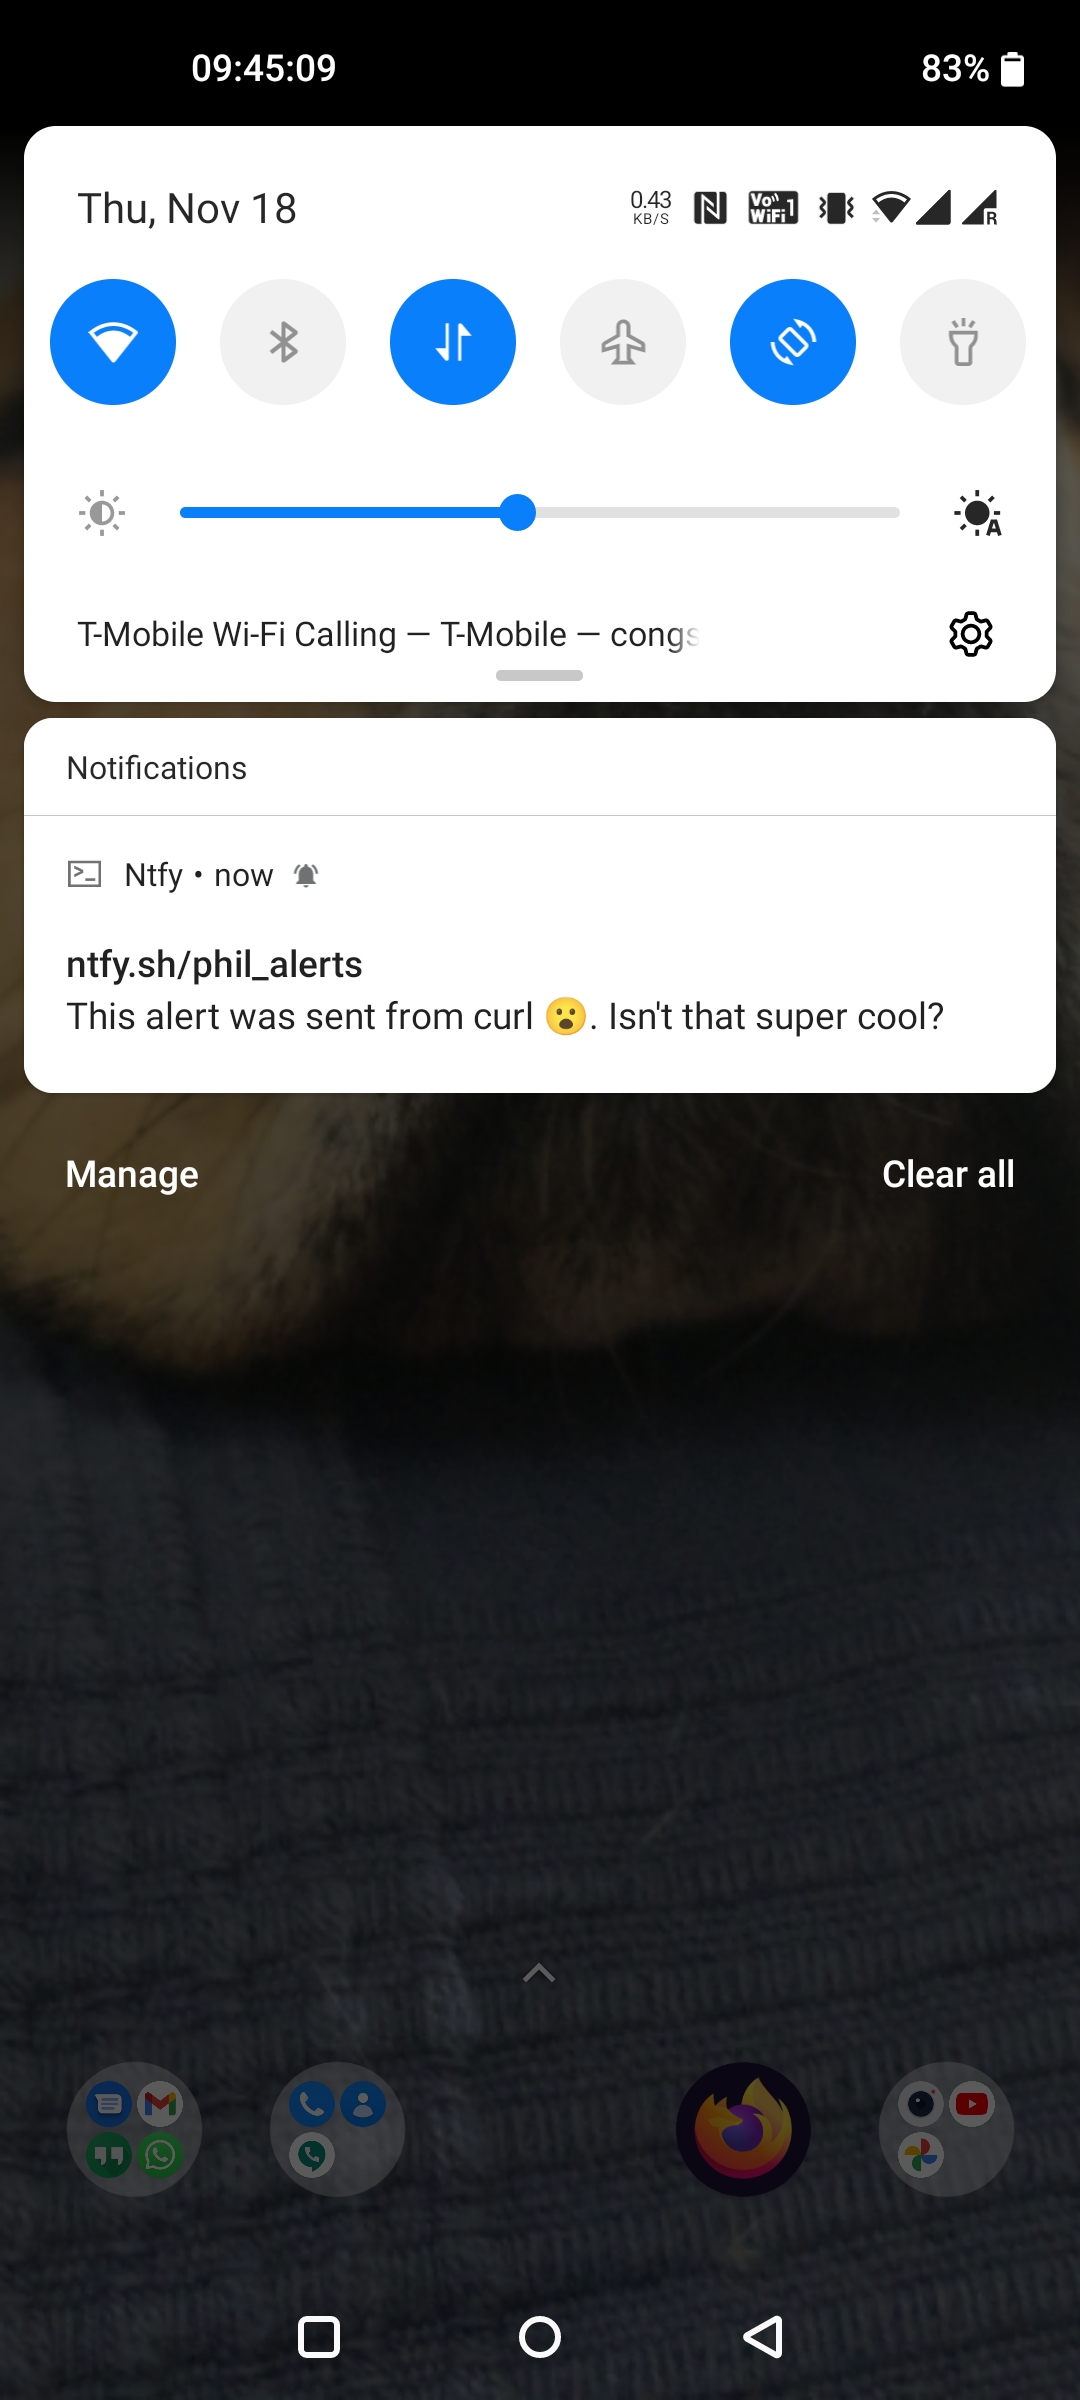 09:45:09 83%
Thu, Nov 18 0.43 KB/S Vo WiFi 1 R
A
T-Mobile Wi-Fi Calling — T-Mobile — congs
Notifications
Ntfy • now
ntfy.sh/phil_alerts
This alert was sent from curl 😮. Isn't that super cool?
Manage Clear all